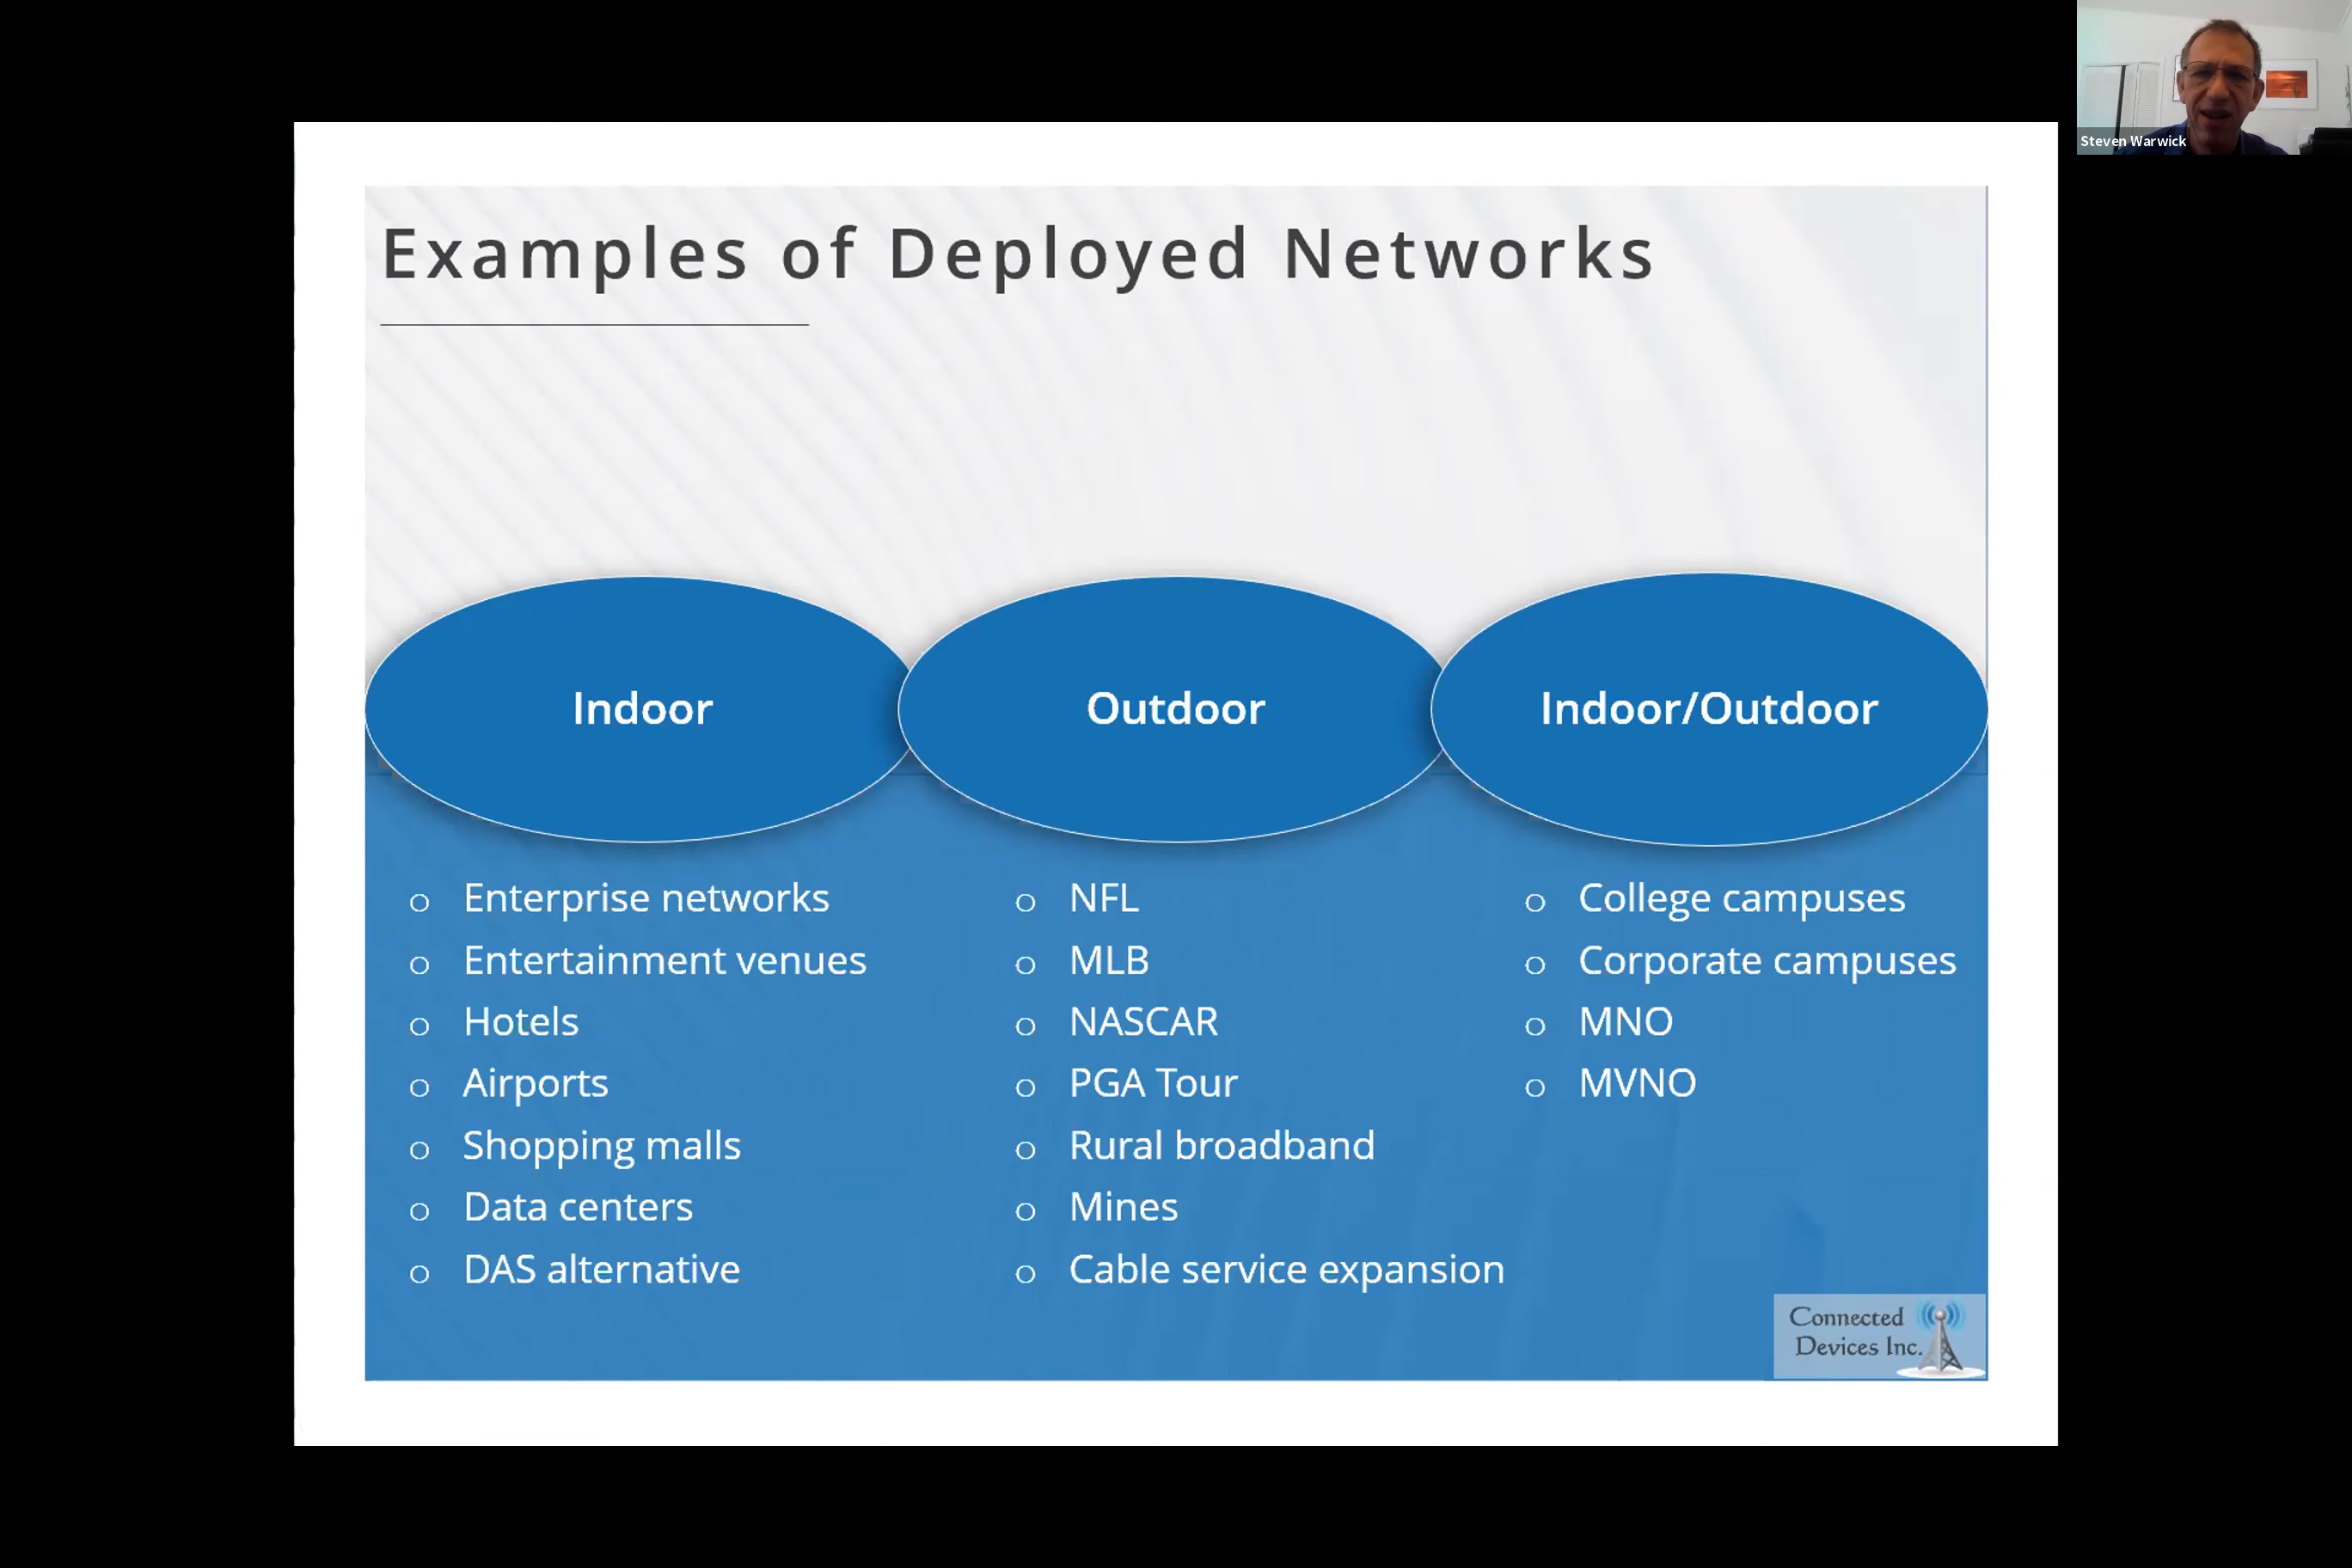 Steven Warwick
Examples of Deployed Networks
Indoor
Outdoor
Indoor/Outdoor
Enterprise networks
Entertainment venues
Hotels
Airports
Shopping malls
Data centers
DAS alternative
NFL
MLB
NASCAR
PGA Tour
Rural broadband
Mines
Cable service expansion
College campuses
Corporate campuses
MNO
MVNO
Connected
Devices Inc.